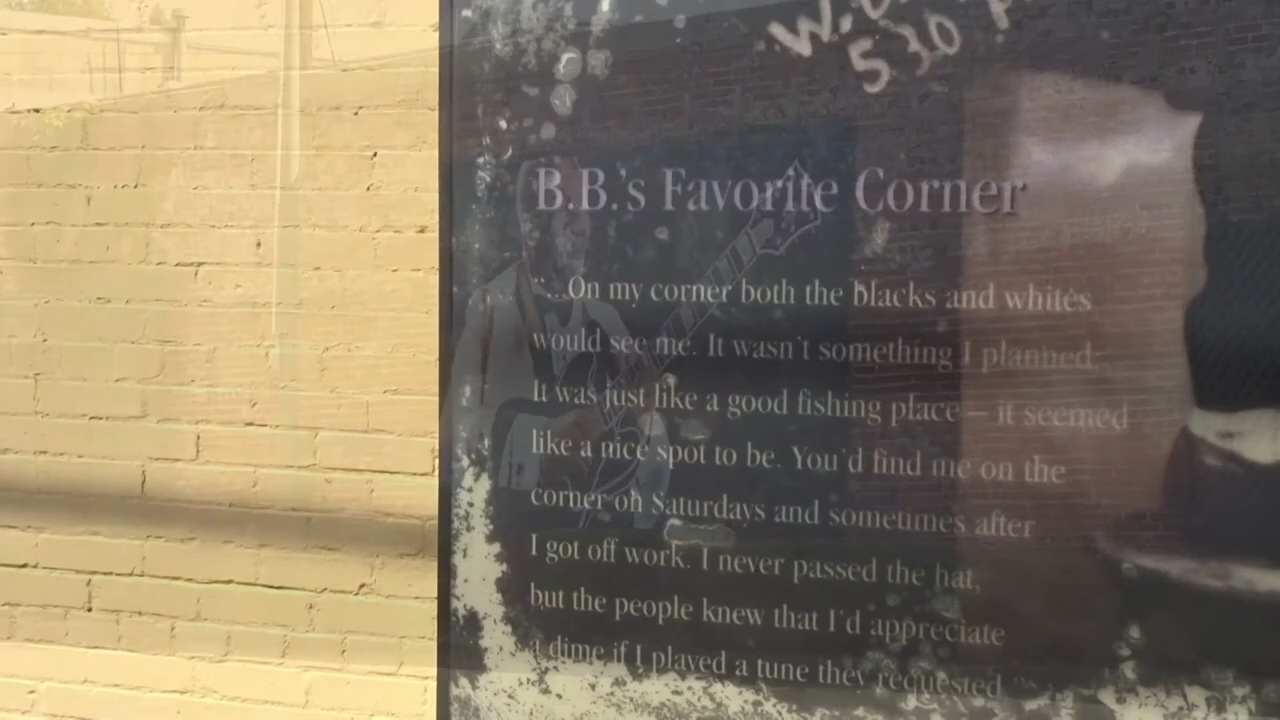 530
B.B.'s Favorite Corner
"...On my corner both the blacks and whites
would see me. It wasn't something I planned.
It was just like a good fishing place – it seemed
like a nice spot to be. You'd find me on the
corner on Saturdays and sometimes after
I got off work. I never passed the hat,
but the people knew that I'd appreciate
a dime if I played a tune they requested."